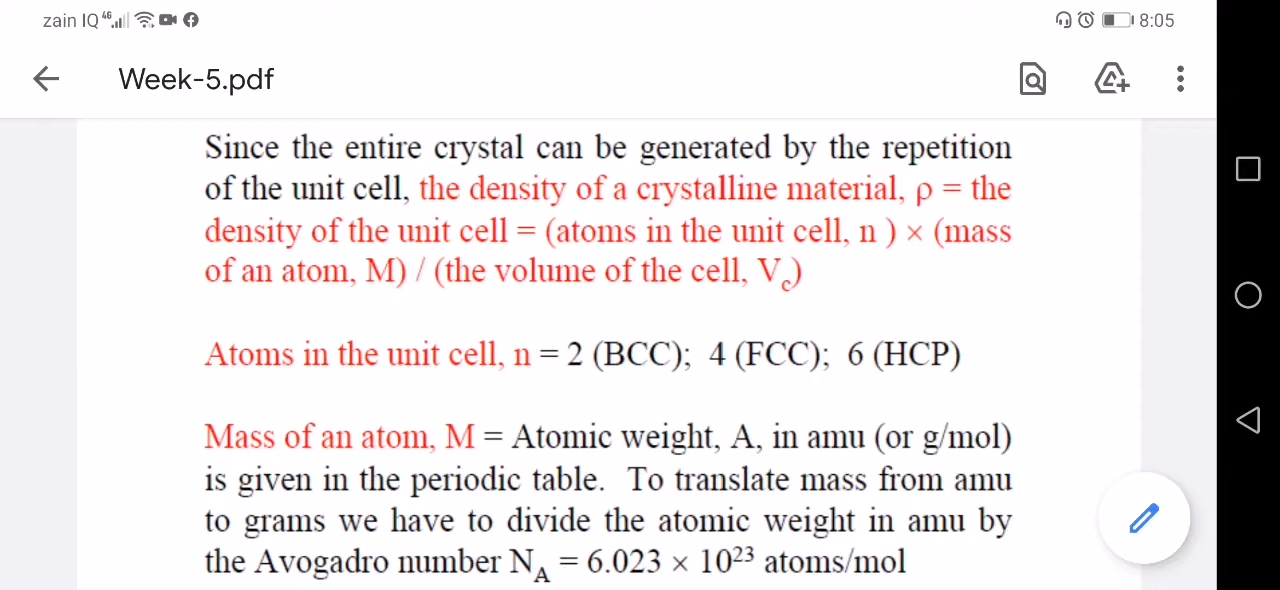 zain IQ 46 8:05
Week-5.pdf
Since the entire crystal can be generated by the repetition
of the unit cell, the density of a crystalline material, ρ = the
density of the unit cell = (atoms in the unit cell, n ) × (mass
of an atom, M) / (the volume of the cell, Vc)
Atoms in the unit cell, n = 2 (BCC); 4 (FCC); 6 (HCP)
Mass of an atom, M = Atomic weight, A, in amu (or g/mol)
is given in the periodic table. To translate mass from amu
to grams we have to divide the atomic weight in amu by
the Avogadro number NA = 6.023 × 10²³ atoms/mol